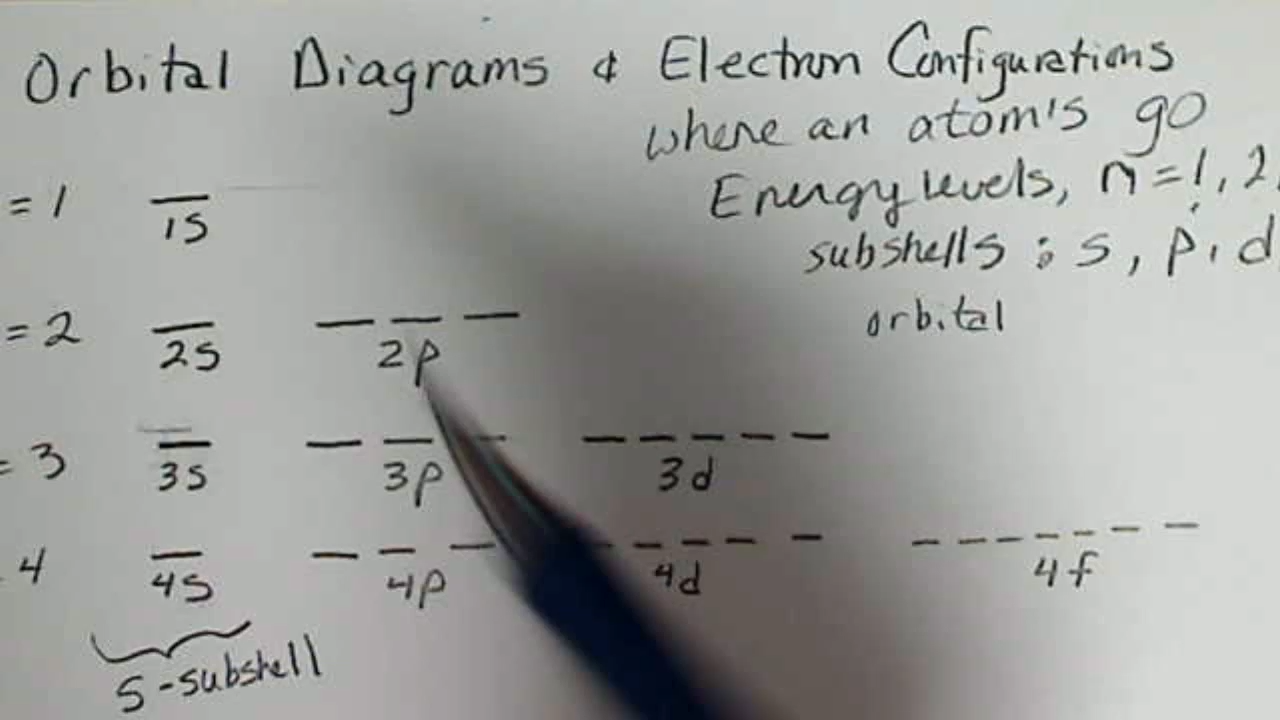 Orbital Diagrams & Electron Configurations
where an atom's go
Energy levels, n = 1, 2,
subshells : s, p, d
orbital
= 1
1s
= 2
2s 2p
= 3
3s 3p 3d
4
4s 4p 4d 4f
s-subshell